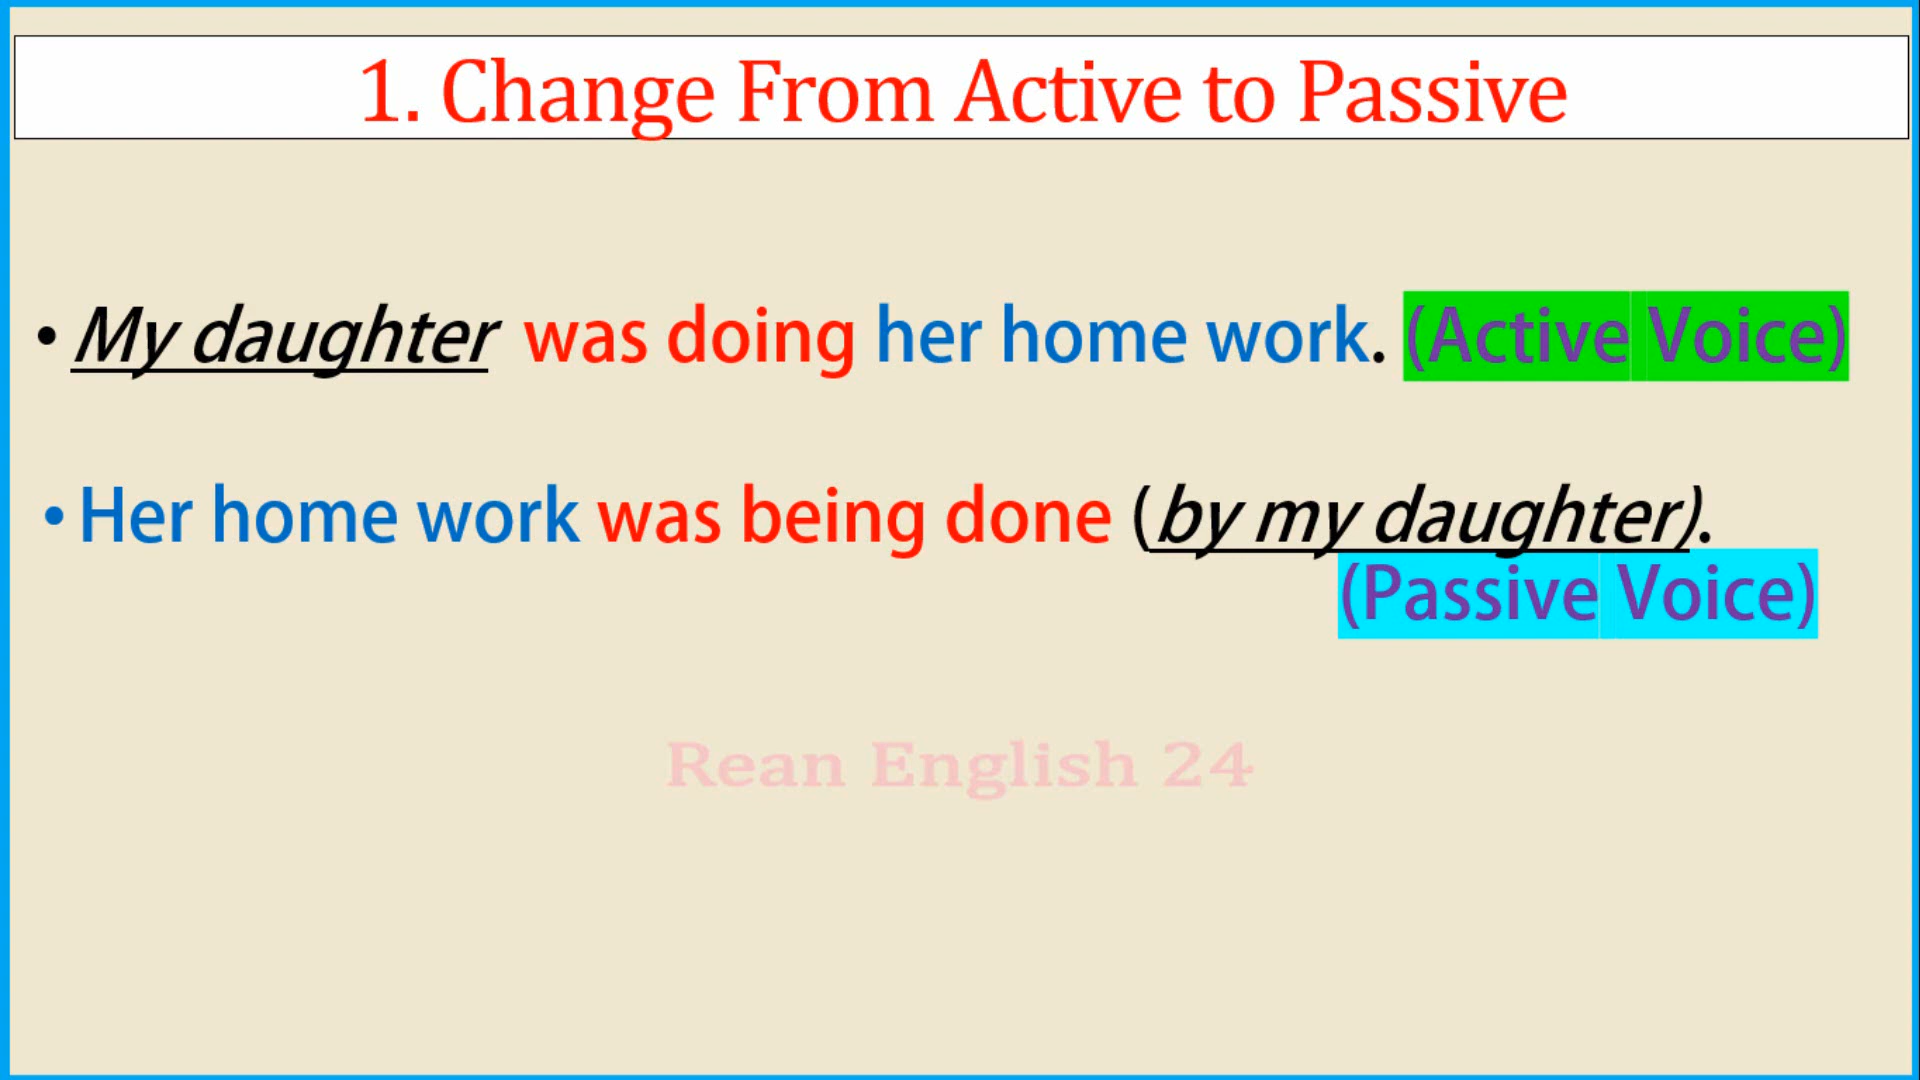 1. Change From Active to Passive
• My daughter was doing her home work. (Active Voice)
• Her home work was being done (by my daughter).
(Passive Voice)
Rean English 24